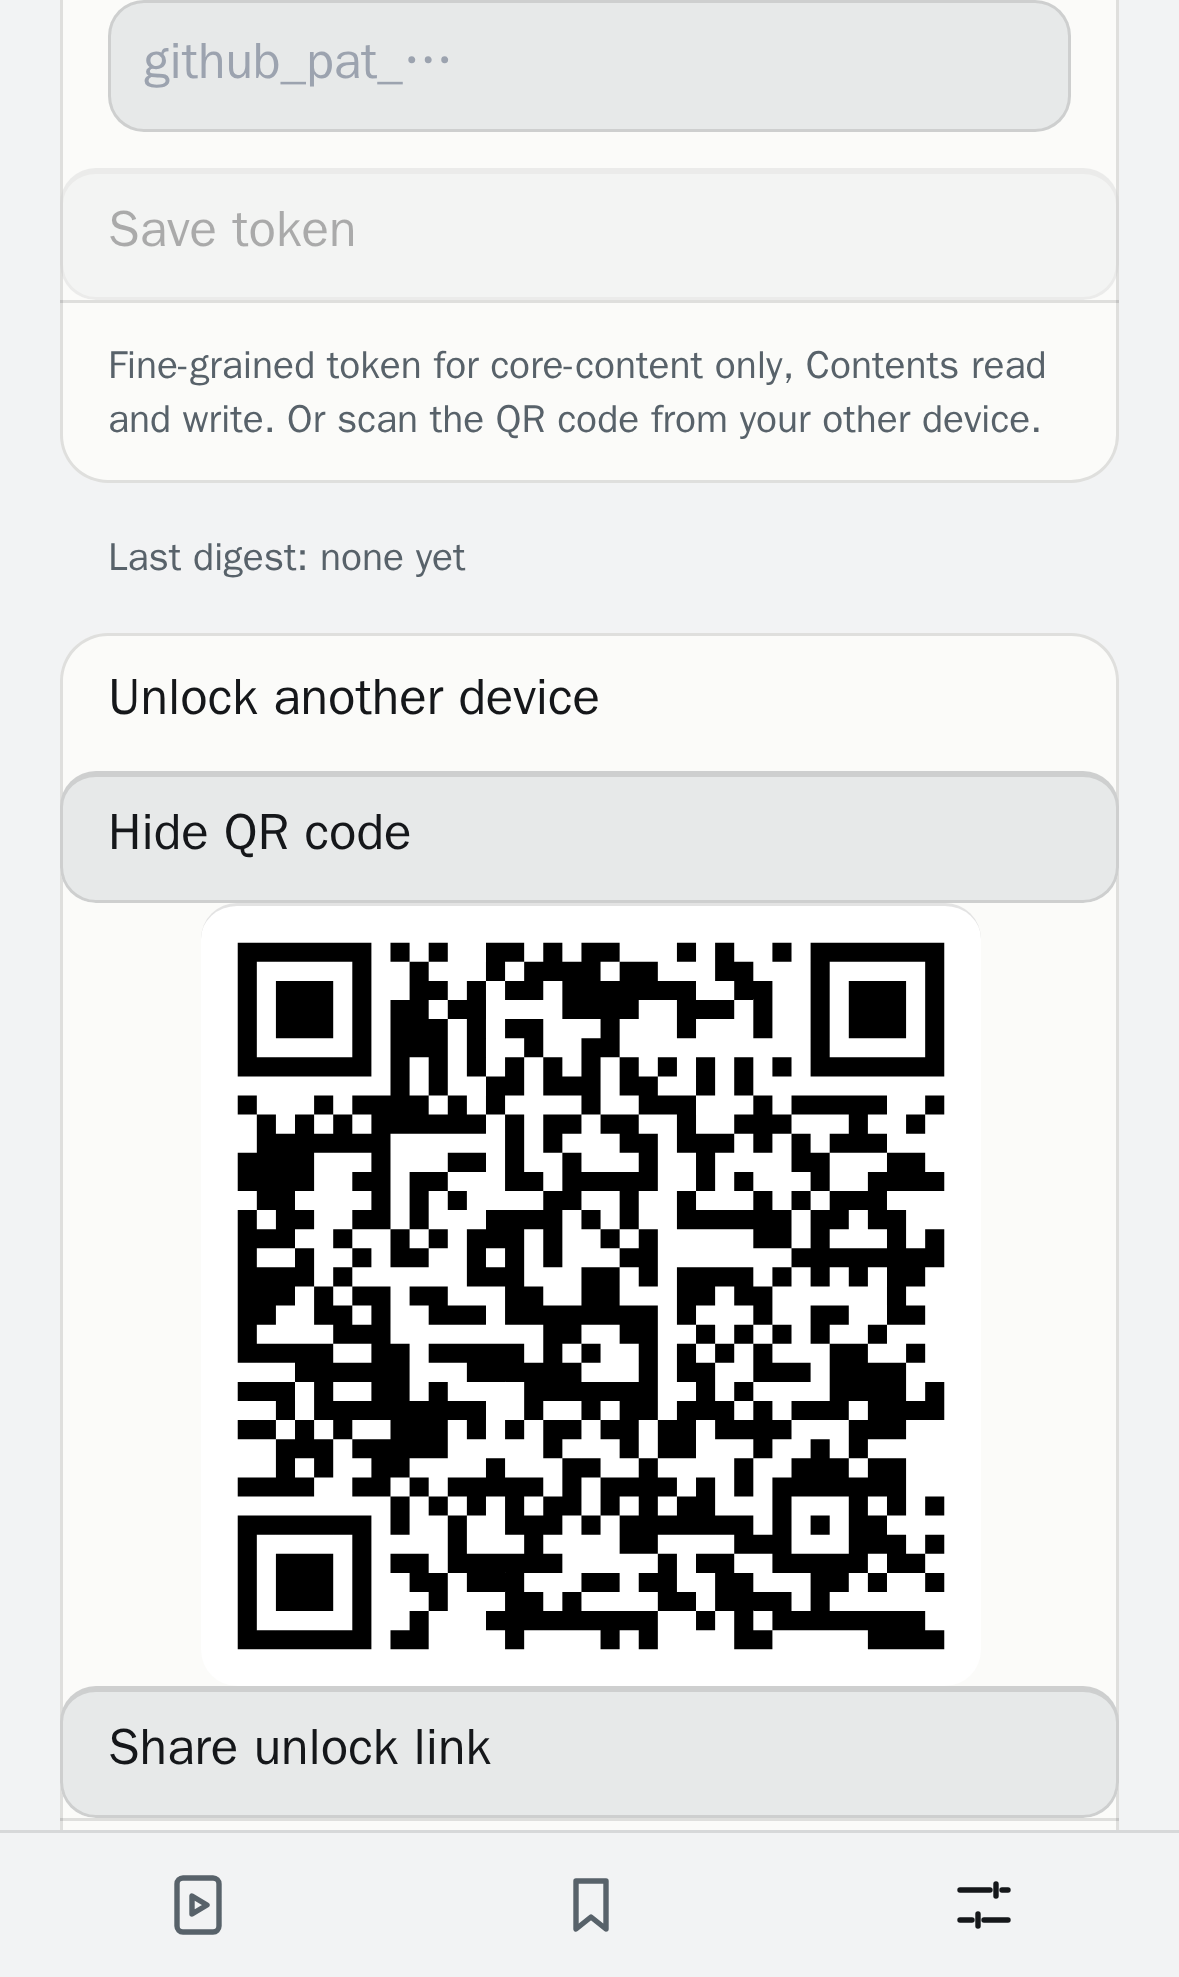 github_pat_···
Save token
Fine-grained token for core-content only, Contents read
and write. Or scan the QR code from your other device.
Last digest: none yet
Unlock another device
Hide QR code
Share unlock link